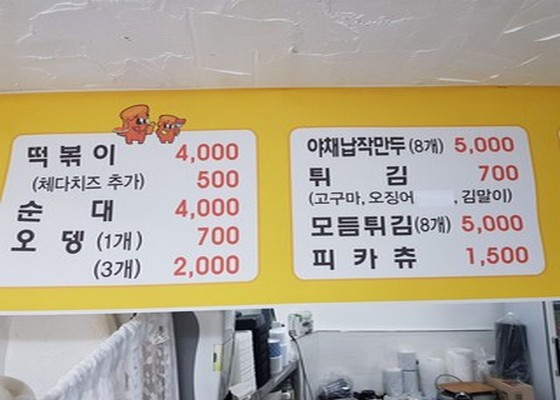 떡볶이 4,000
(체다치즈 추가) 500
순대 4,000
오뎅 (1개) 700
(3개) 2,000
야채납작만두 (8개) 5,000
튀김 700
(고구마, 오징어 , 김말이)
모듬튀김 (8개) 5,000
피카츄 1,500